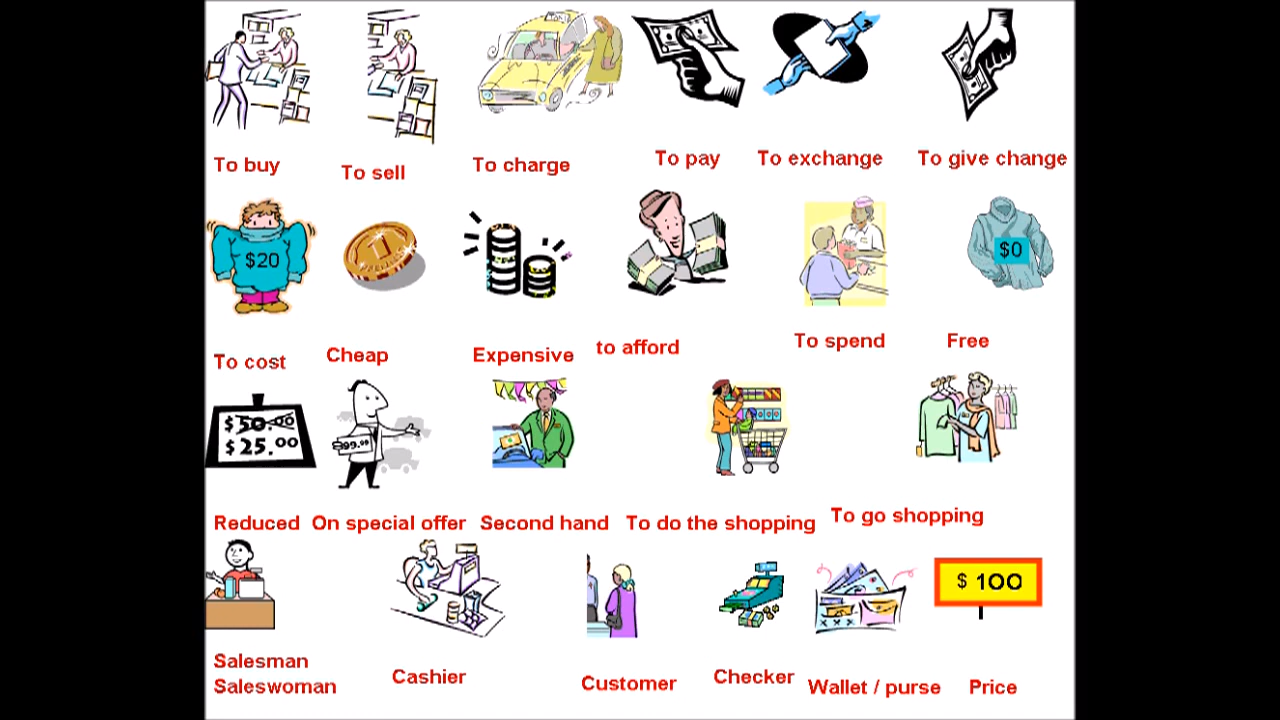 To buy
To sell
To charge
To pay
To exchange
To give change
$20
$0
To cost
Cheap
Expensive
to afford
To spend
Free
$50.00
$25.00
Reduced
On special offer
Second hand
To do the shopping
To go shopping
$ 100
Salesman
Saleswoman
Cashier
Customer
Checker
Wallet / purse
Price